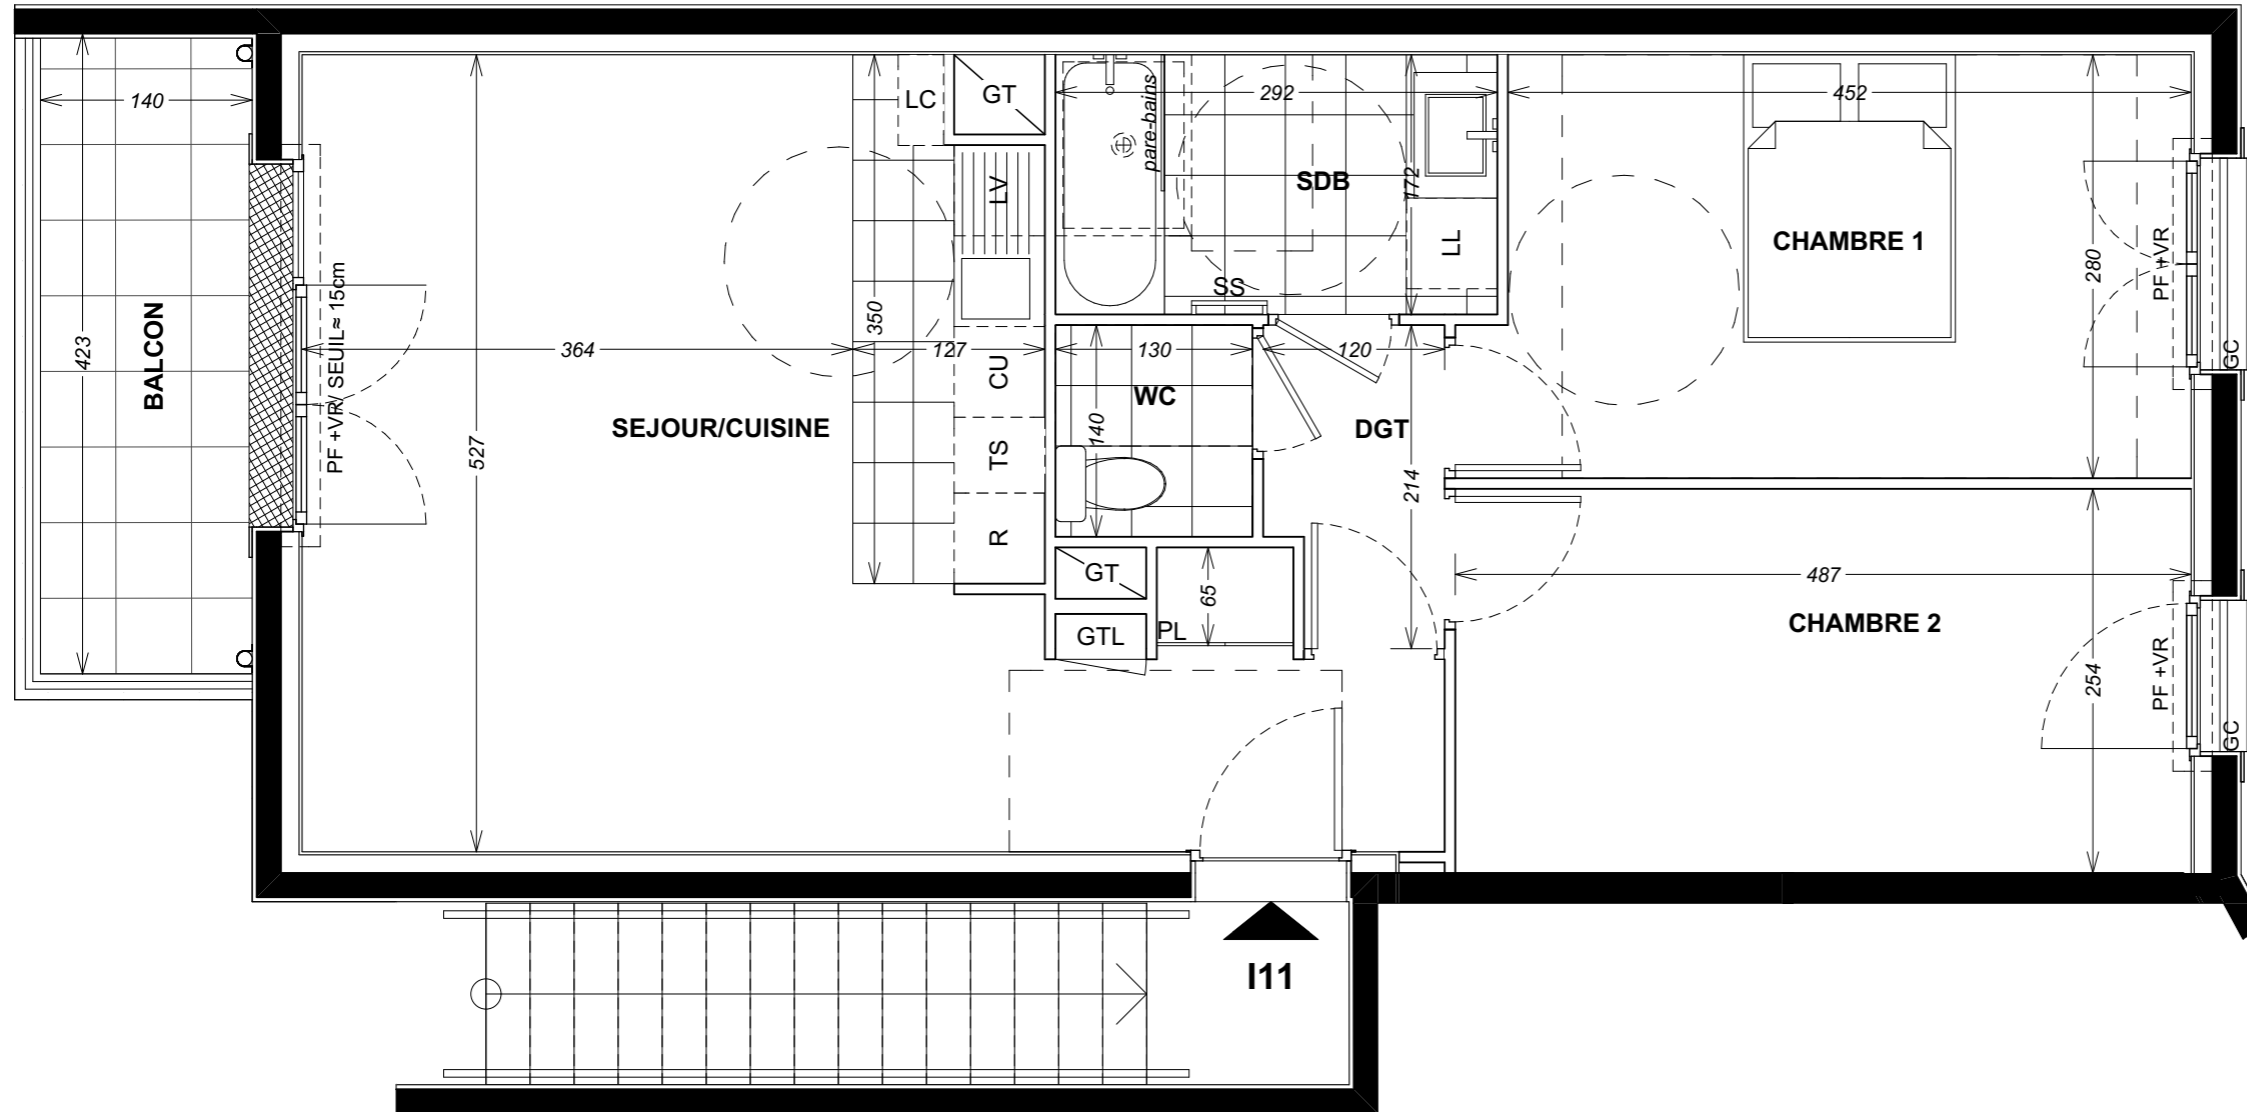 140
423
BALCON
PF +VR/ SEUIL≈ 15cm
364
527
SEJOUR/CUISINE
350
127
LC
GT
LV
CU
TS
R
292
pare-bains
SDB
172
LL
SS
130
WC
140
120
DGT
214
GT
GTL
PL
65
452
CHAMBRE 1
280
PF +VR
GC
487
CHAMBRE 2
254
PF +VR
GC
I11